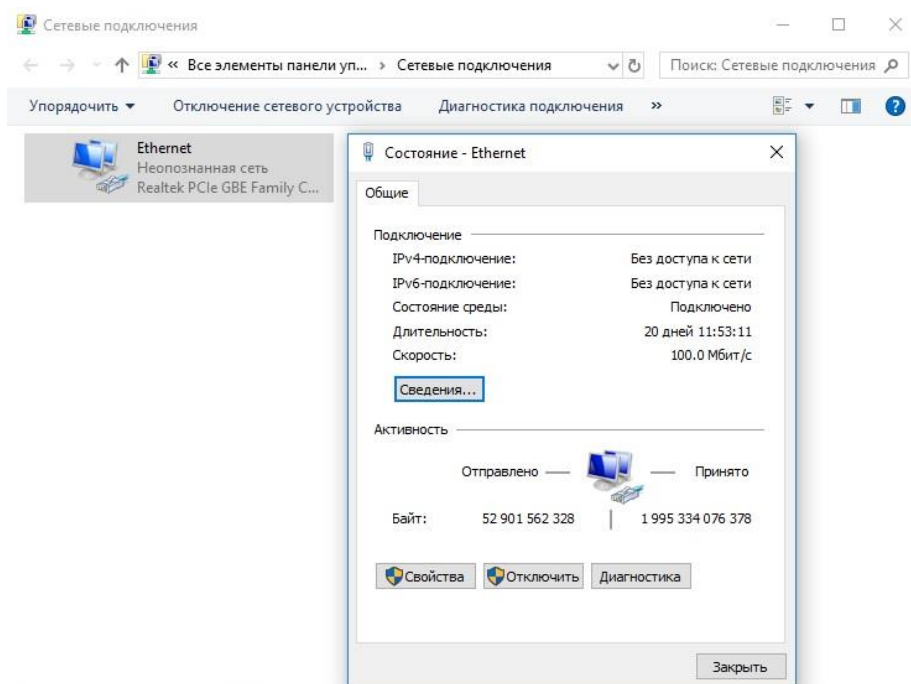 Сетевые подключения
« Все элементы панели уп... › Сетевые подключения
Поиск: Сетевые подключения
Упорядочить Отключение сетевого устройства Диагностика подключения »
Ethernet
Неопознанная сеть
Realtek PCIe GBE Family C...
Состояние - Ethernet
Общие
Подключение
IPv4-подключение: Без доступа к сети
IPv6-подключение: Без доступа к сети
Состояние среды: Подключено
Длительность: 20 дней 11:53:11
Скорость: 100.0 Мбит/с
Сведения...
Активность
Отправлено — — Принято
Байт: 52 901 562 328 | 1 995 334 076 378
Свойства Отключить Диагностика
Закрыть